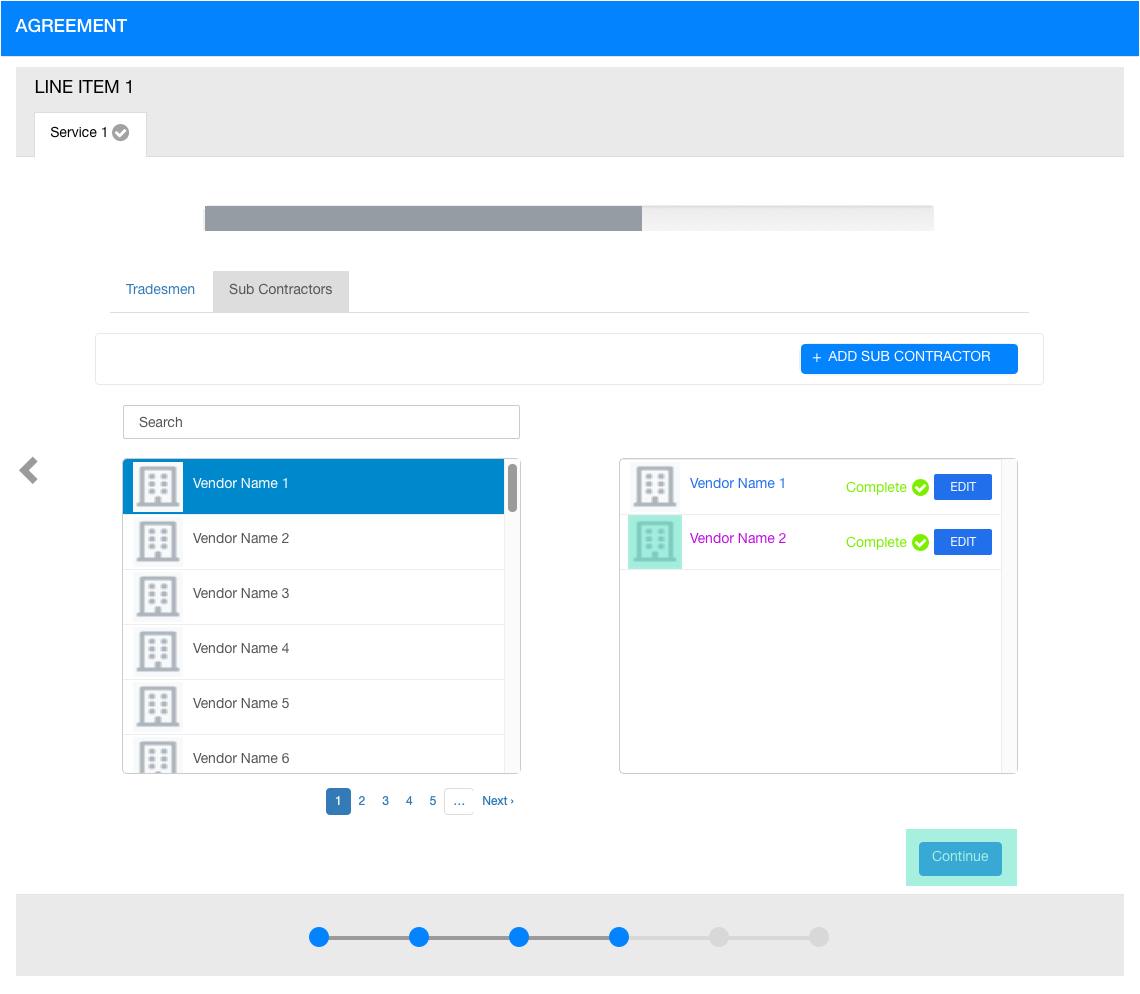 AGREEMENT
LINE ITEM 1
Service 1
Tradesmen Sub Contractors
+ ADD SUB CONTRACTOR
Search
Vendor Name 1
Vendor Name 2
Vendor Name 3
Vendor Name 4
Vendor Name 5
Vendor Name 6
Vendor Name 1 Complete EDIT
Vendor Name 2 Complete EDIT
1 2 3 4 5 ... Next ›
Continue